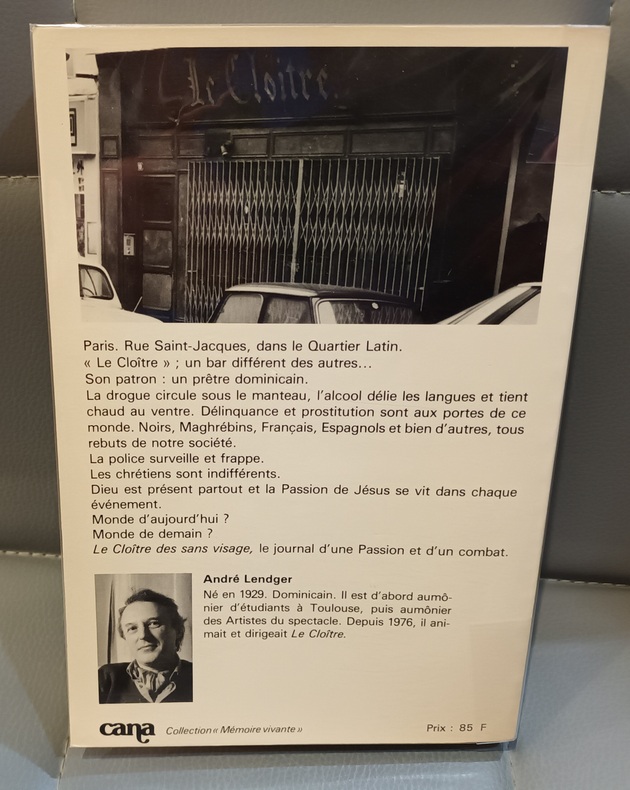 Le Cloître
Paris. Rue Saint-Jacques, dans le Quartier Latin.
« Le Cloître » ; un bar différent des autres...
Son patron : un prêtre dominicain.
La drogue circule sous le manteau, l'alcool délie les langues et tient
chaud au ventre. Délinquance et prostitution sont aux portes de ce
monde. Noirs, Maghrébins, Français, Espagnols et bien d'autres, tous
rebuts de notre société.
La police surveille et frappe.
Les chrétiens sont indifférents.
Dieu est présent partout et la Passion de Jésus se vit dans chaque
événement.
Monde d'aujourd'hui ?
Monde de demain ?
Le Cloître des sans visage, le journal d'une Passion et d'un combat.
André Lendger
Né en 1929. Dominicain. Il est d'abord aumô-
nier d'étudiants à Toulouse, puis aumônier
des Artistes du spectacle. Depuis 1976, il ani-
mait et dirigeait Le Cloître.
cana Collection « Mémoire vivante » Prix : 85 F